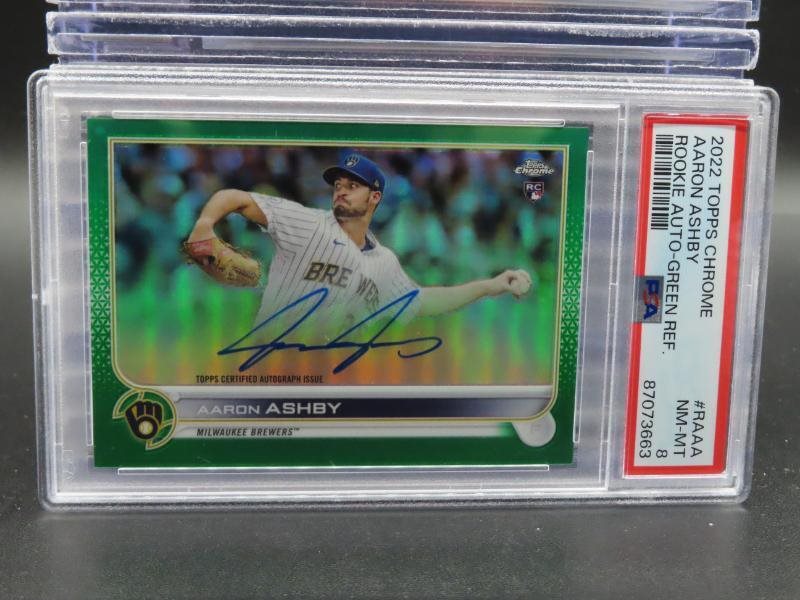 Topps
Chrome
RC
BREWERS
TOPPS CERTIFIED AUTOGRAPH ISSUE
AARON ASHBY
MILWAUKEE BREWERS™
2022 TOPPS CHROME
AARON ASHBY
ROOKIE AUTO-GREEN REF.
#RAAA
NM-MT
8
87073663
PSA